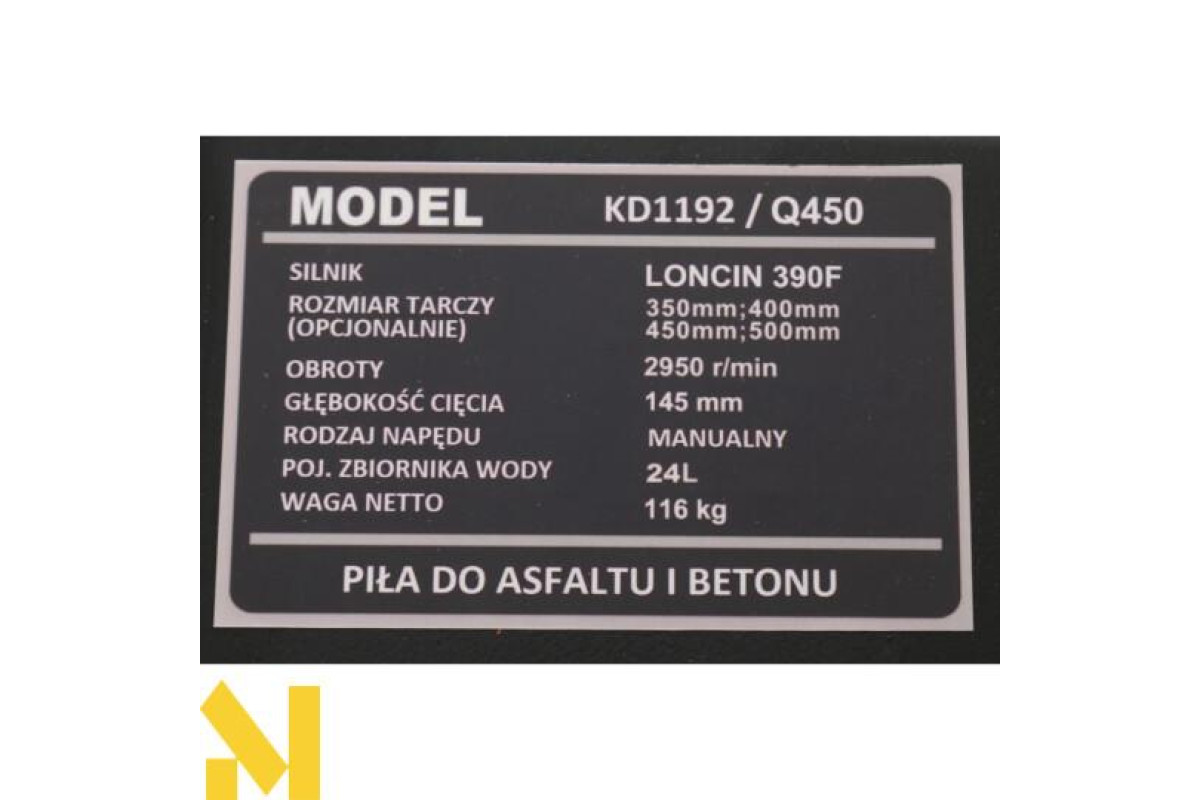 MODEL KD1192 / Q450
SILNIK LONCIN 390F
ROZMIAR TARCZY 350mm;400mm
(OPCJONALNIE) 450mm;500mm
OBROTY 2950 r/min
GŁĘBOKOŚĆ CIĘCIA 145 mm
RODZAJ NAPĘDU MANUALNY
POJ. ZBIORNIKA WODY 24L
WAGA NETTO 116 kg
PIŁA DO ASFALTU I BETONU